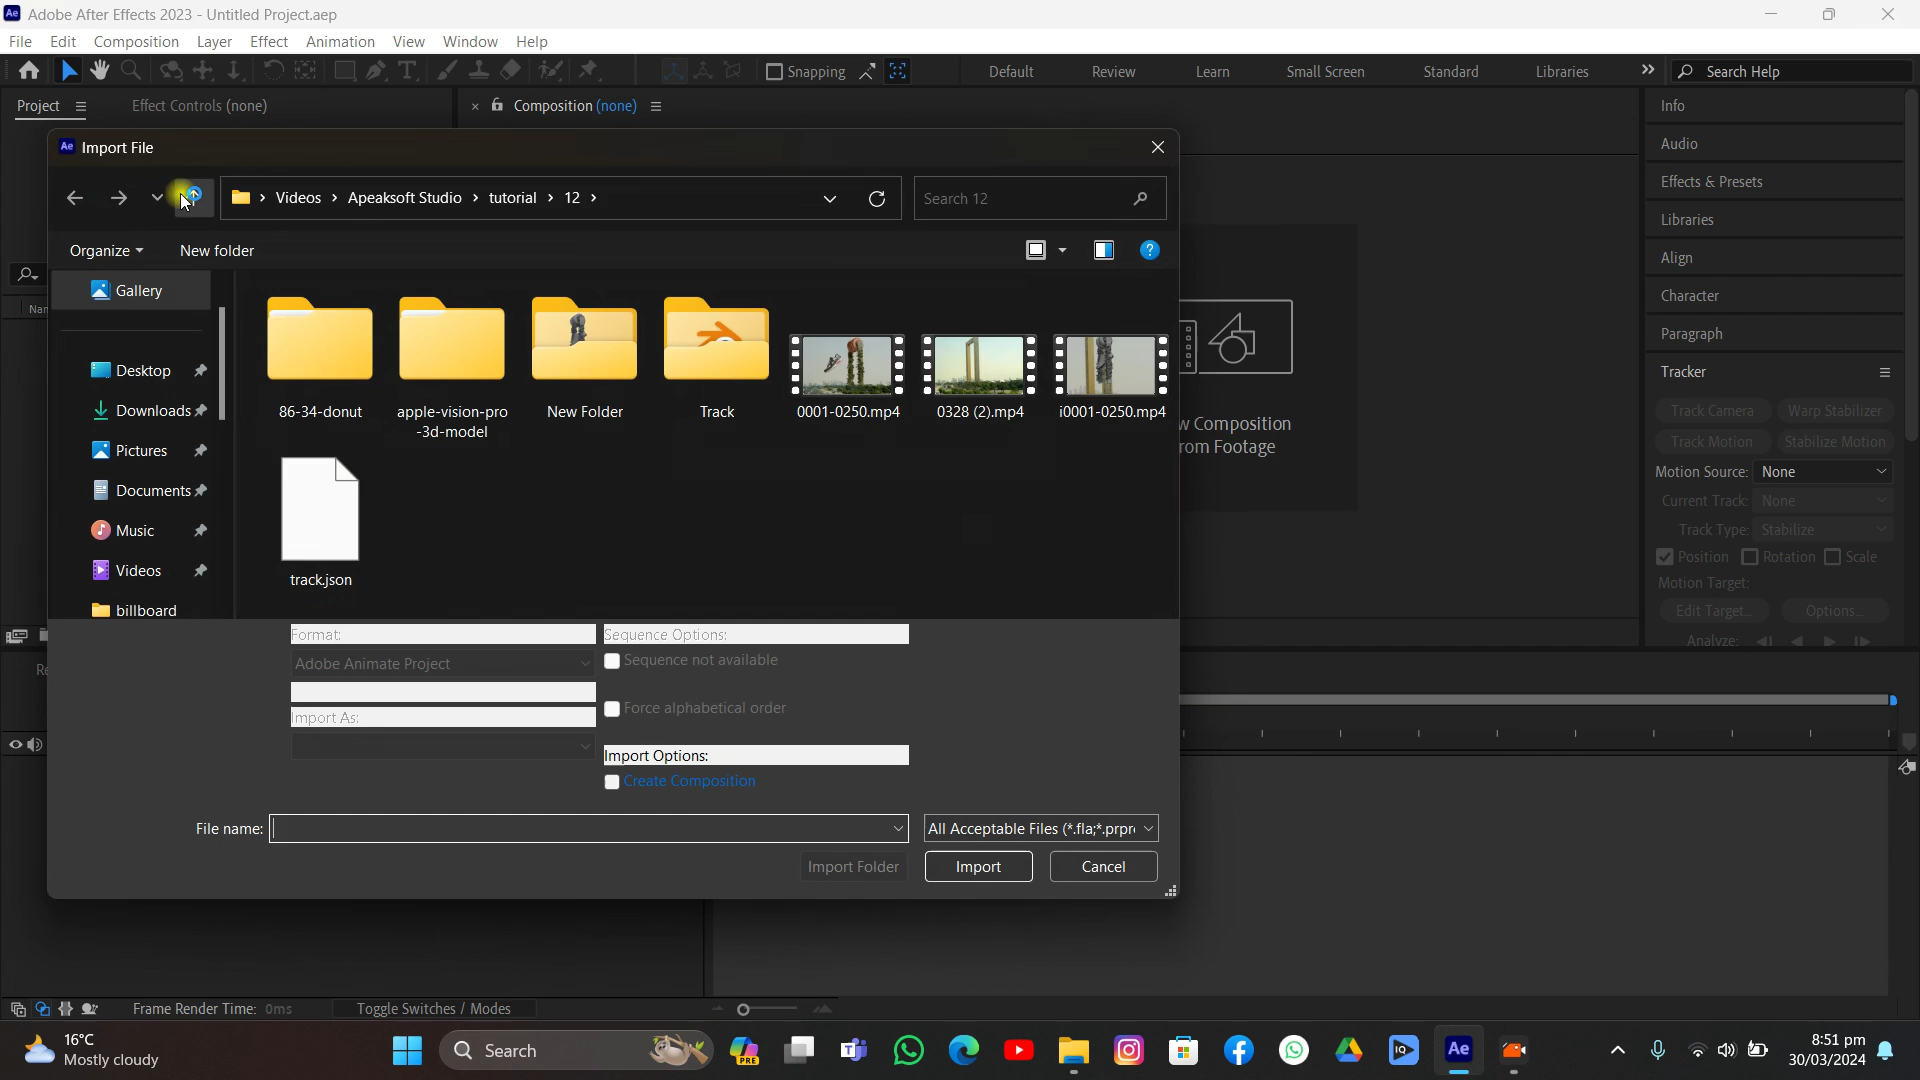 Ae Adobe After Effects 2023 - Untitled Project.aep
File Edit Composition Layer Effect Animation View Window Help
Snapping Default Review Learn Small Screen Standard Libraries Search Help
Project Effect Controls (none) Composition (none)
Ae Import File
Videos Apeaksoft Studio tutorial 12 Search 12
Organize New folder
Gallery
Desktop
Downloads
Pictures
Documents
Music
Videos
billboard
86-34-donut
apple-vision-pro
-3d-model
New Folder
Track
0001-0250.mp4
0328 (2).mp4
i0001-0250.mp4
track.json
Format:
Adobe Animate Project
Import As:
Sequence Options:
Sequence not available
Force alphabetical order
Import Options:
Create Composition
File name:
All Acceptable Files (*.fla;*.prpr
Import Folder Import Cancel
Composition
Footage
Info
Audio
Effects & Presets
Libraries
Align
Character
Paragraph
Tracker
Track Camera Warp Stabilizer
Track Motion Stabilize Motion
Motion Source: None
Current Track: None
Track Type: Stabilize
Position Rotation Scale
Motion Target:
Edit Target... Options...
Analyze:
Frame Render Time: 0ms Toggle Switches / Modes
16°C
Mostly cloudy
Search
PRE
IQ
Ae
8:51 pm
30/03/2024